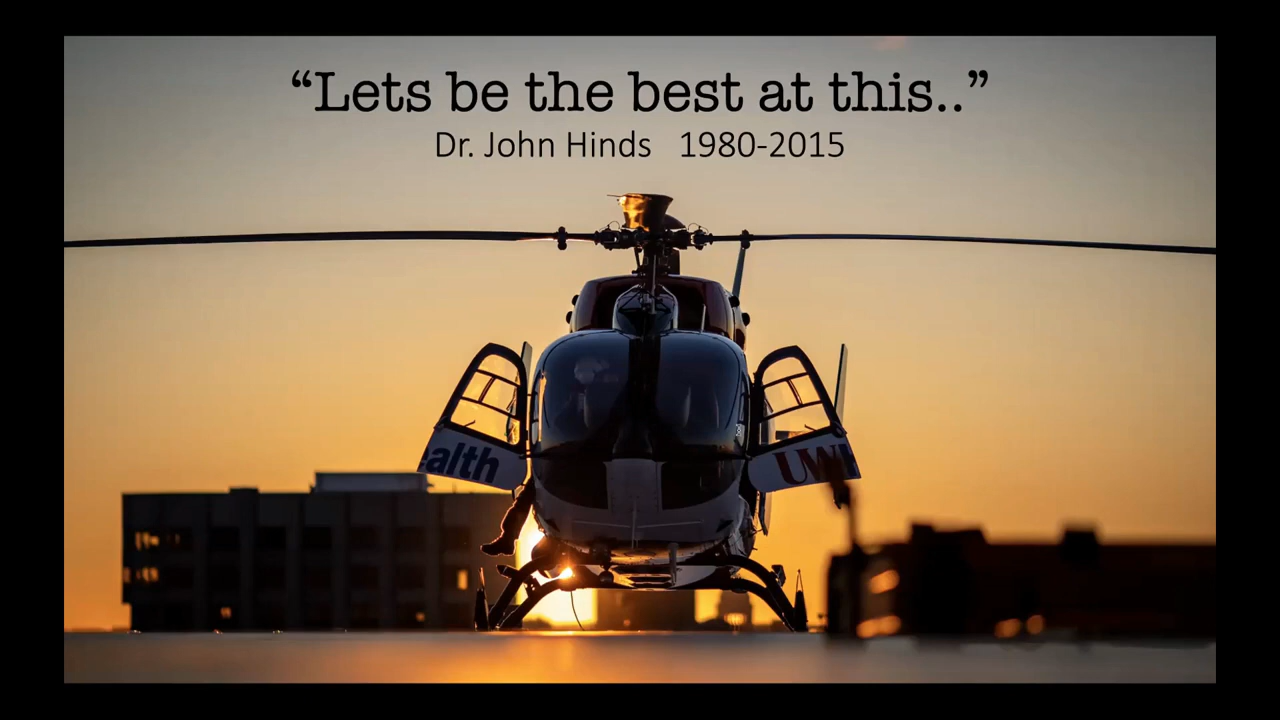 “Lets be the best at this..”
Dr. John Hinds 1980-2015
alth
UW